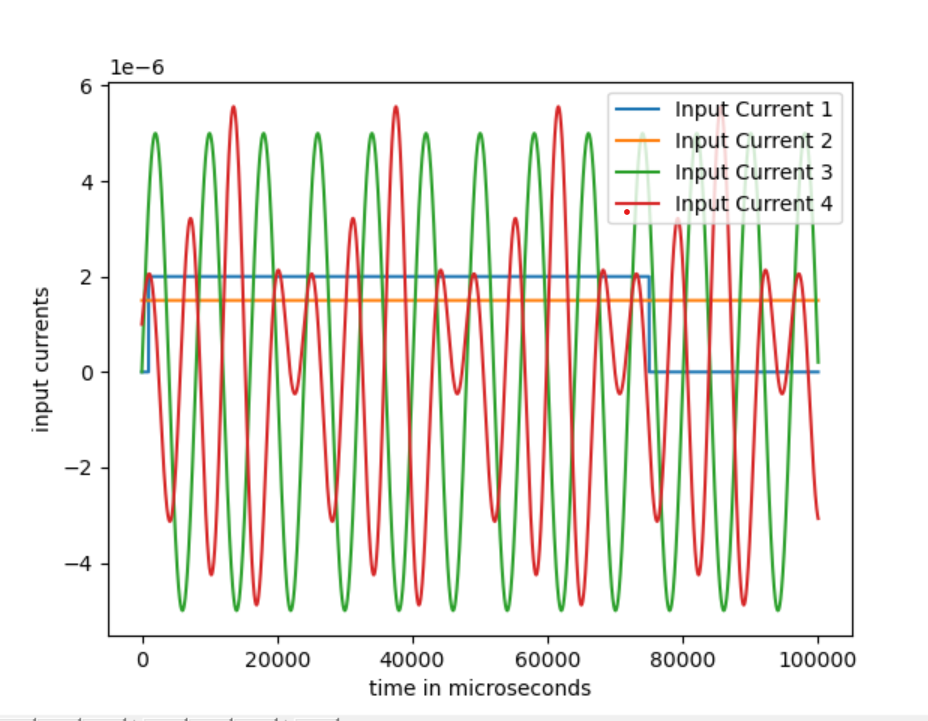 1e−6
6
4
2
0
−2
−4
input currents
Input Current 1
Input Current 2
Input Current 3
Input Current 4
0 20000 40000 60000 80000 100000
time in microseconds